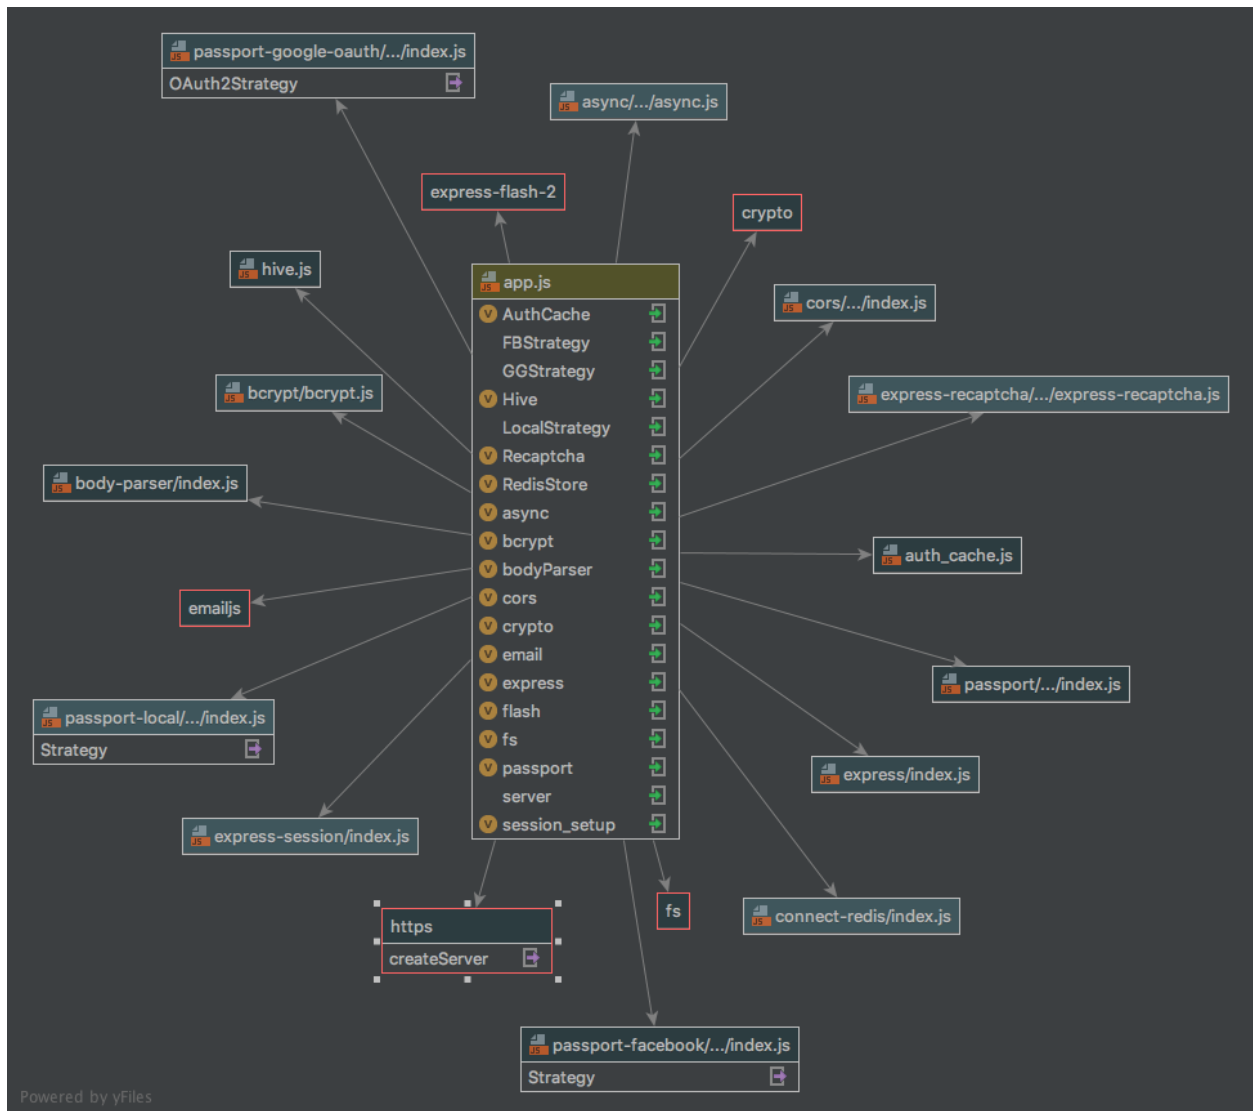 passport-google-oauth/.../index.js
OAuth2Strategy
async/.../async.js
express-flash-2
crypto
hive.js
app.js
AuthCache
FBStrategy
GGStrategy
Hive
LocalStrategy
Recaptcha
RedisStore
async
bcrypt
bodyParser
cors
crypto
email
express
flash
fs
passport
server
session_setup
cors/.../index.js
bcrypt/bcrypt.js
express-recaptcha/.../express-recaptcha.js
body-parser/index.js
auth_cache.js
emailjs
passport/.../index.js
passport-local/.../index.js
Strategy
express/index.js
express-session/index.js
https
createServer
fs
connect-redis/index.js
passport-facebook/.../index.js
Strategy
Powered by yFiles